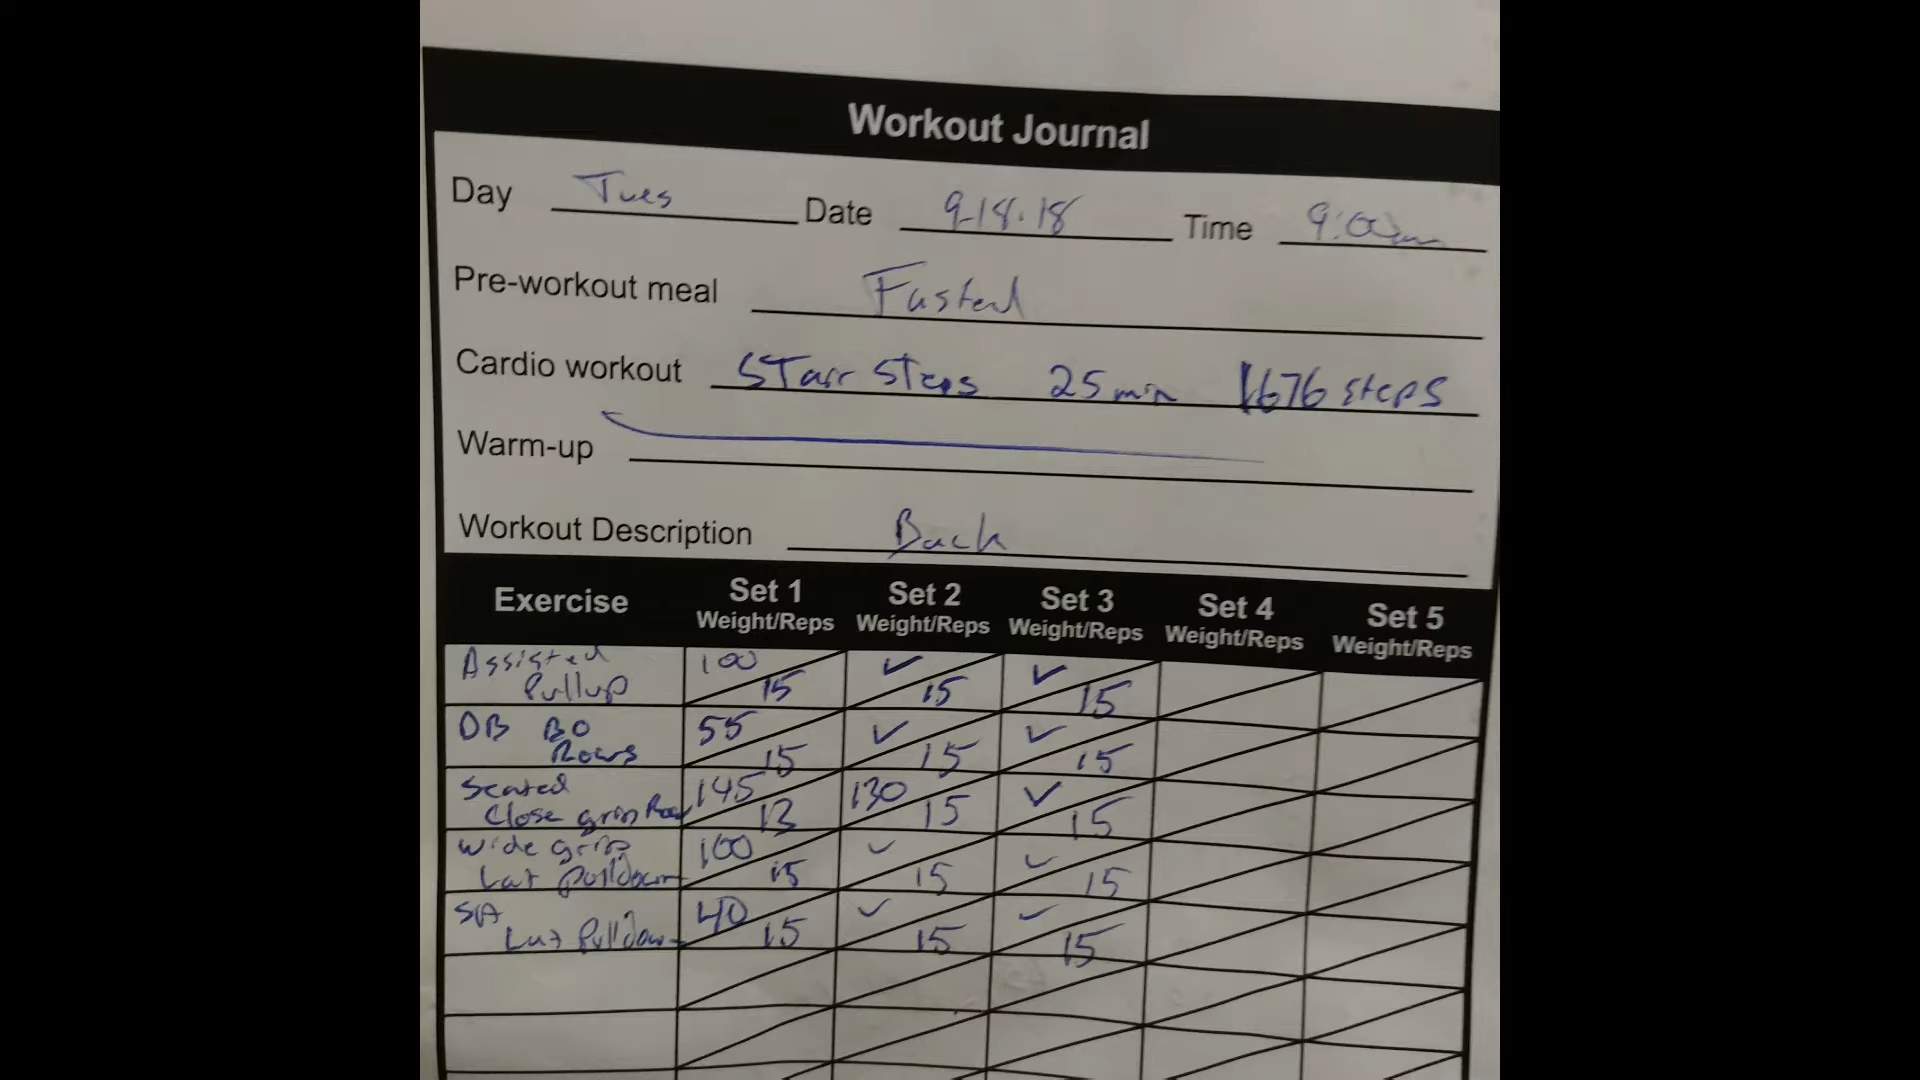 Workout Journal
Day Tues Date 9-18.18 Time 9:00am
Pre-workout meal Fasted
Cardio workout Stair Steps 25 min 1676 steps
Warm-up
Workout Description Back
Exercise Set 1 Set 2 Set 3 Set 4 Set 5
Weight/Reps Weight/Reps Weight/Reps Weight/Reps Weight/Reps
Assisted 100 ✓ ✓
Pullup 15 15 15
DB BO 55 ✓ ✓
Rows 15 15 15
Seated 145 130 ✓
Close grip Row 13 15 15
Wide grip 100 ✓ ✓
Lat pulldown 15 15 15
SA 40 ✓ ✓
Lat Pulldown 15 15 15